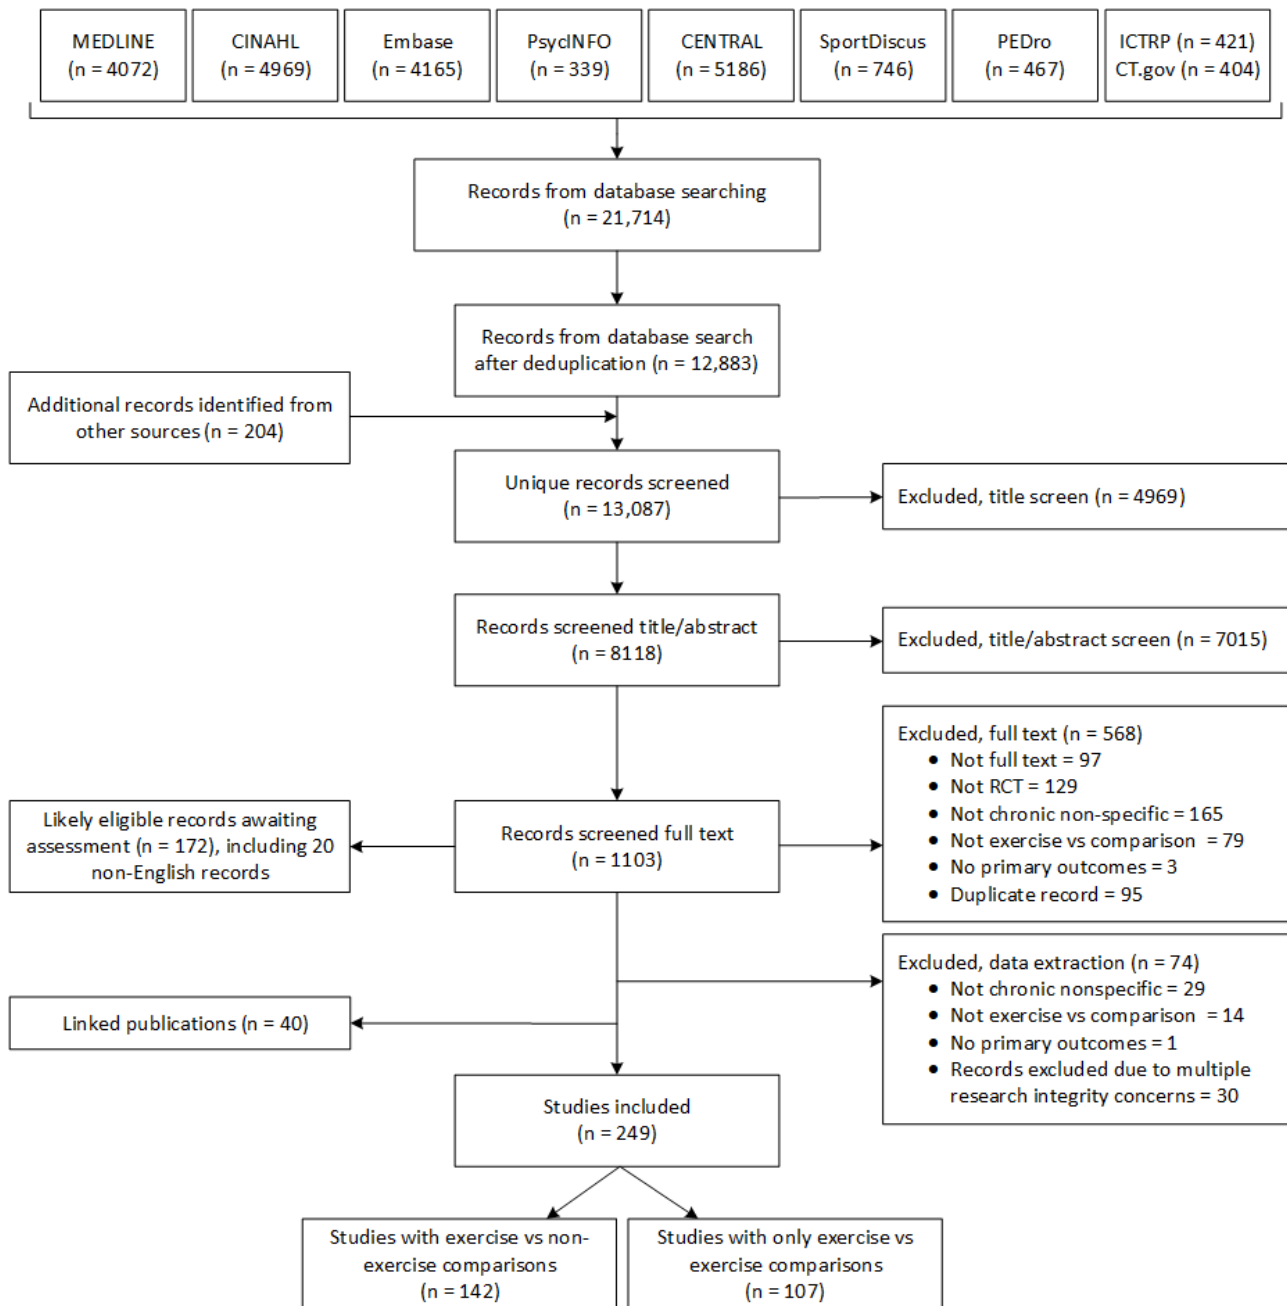 MEDLINE
(n = 4072)
CINAHL
(n = 4969)
Embase
(n = 4165)
PsycINFO
(n = 339)
CENTRAL
(n = 5186)
SportDiscus
(n = 746)
PEDro
(n = 467)
ICTRP (n = 421)
CT.gov (n = 404)
Records from database searching
(n = 21,714)
Records from database search
after deduplication (n = 12,883)
Additional records identified from
other sources (n = 204)
Unique records screened
(n = 13,087)
Excluded, title screen (n = 4969)
Records screened title/abstract
(n = 8118)
Excluded, title/abstract screen (n = 7015)
Excluded, full text (n = 568)
• Not full text = 97
• Not RCT = 129
• Not chronic non-specific = 165
• Not exercise vs comparison = 79
• No primary outcomes = 3
• Duplicate record = 95
Likely eligible records awaiting
assessment (n = 172), including 20
non-English records
Records screened full text
(n = 1103)
Excluded, data extraction (n = 74)
• Not chronic nonspecific = 29
• Not exercise vs comparison = 14
• No primary outcomes = 1
• Records excluded due to multiple
research integrity concerns = 30
Linked publications (n = 40)
Studies included
(n = 249)
Studies with exercise vs non-
exercise comparisons
(n = 142)
Studies with only exercise vs
exercise comparisons
(n = 107)